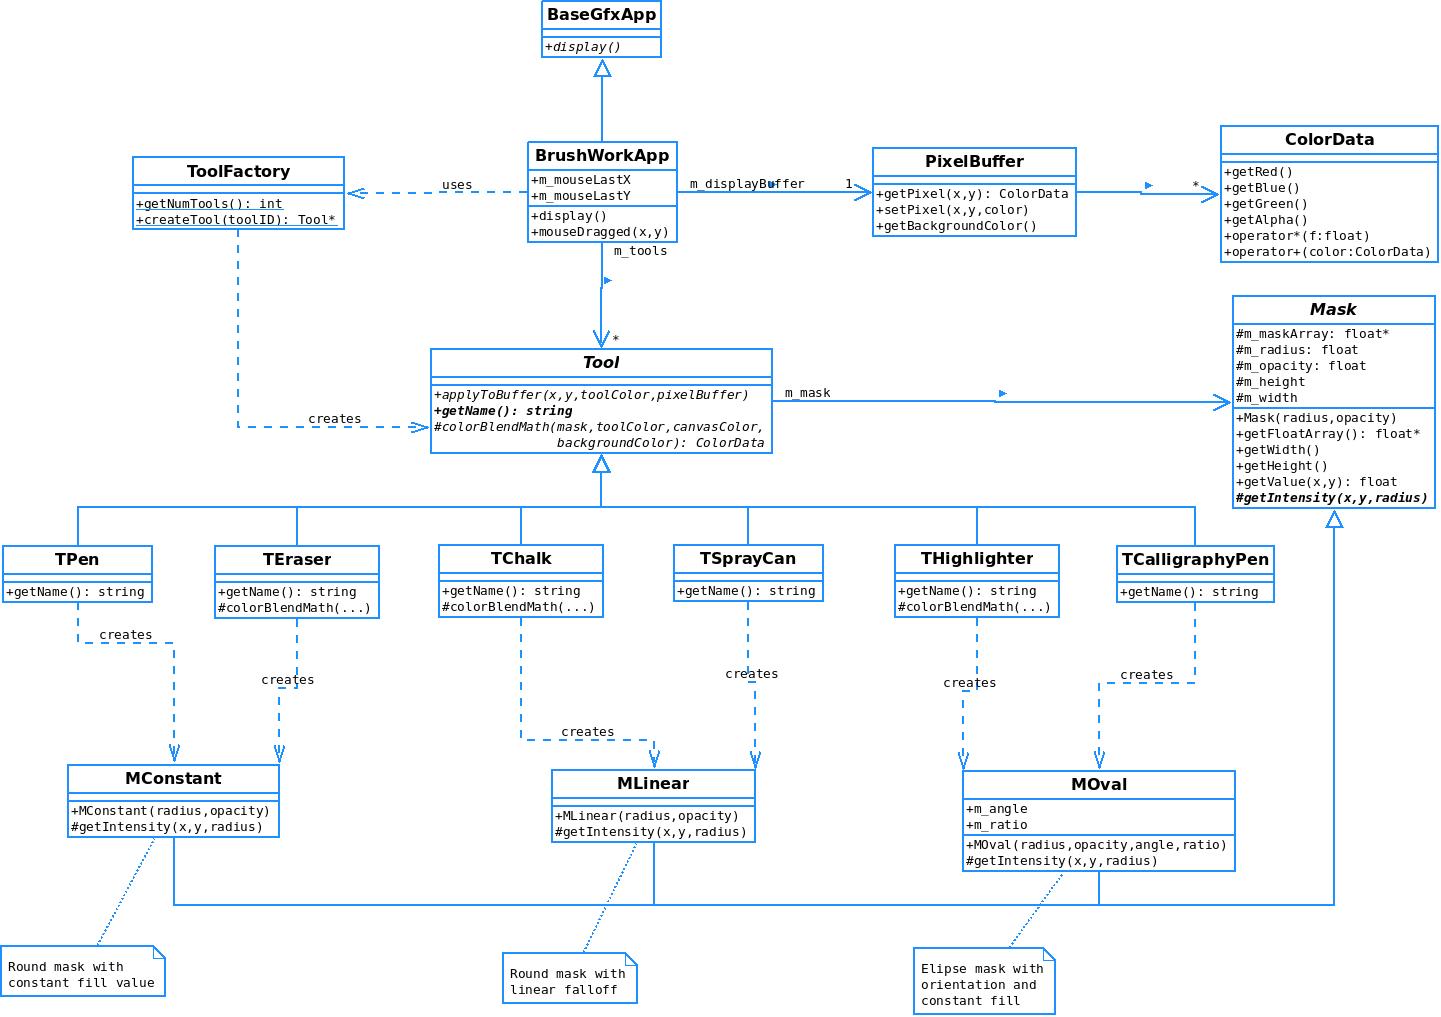 BaseGfxApp
+display()
ToolFactory
+getNumTools(): int
+createTool(toolID): Tool*
uses
BrushWorkApp
+m_mouseLastX
+m_mouseLastY
+display()
+mouseDragged(x,y)
m_displayBuffer
1
PixelBuffer
+getPixel(x,y): ColorData
+setPixel(x,y,color)
+getBackgroundColor()
*
ColorData
+getRed()
+getBlue()
+getGreen()
+getAlpha()
+operator*(f:float)
+operator+(color:ColorData)
m_tools
*
creates
Tool
+applyToBuffer(x,y,toolColor,pixelBuffer)
+getName(): string
#colorBlendMath(mask,toolColor,canvasColor,
backgroundColor): ColorData
m_mask
Mask
#m_maskArray: float*
#m_radius: float
#m_opacity: float
#m_height
#m_width
+Mask(radius,opacity)
+getFloatArray(): float*
+getWidth()
+getHeight()
+getValue(x,y): float
#getIntensity(x,y,radius)
TPen
+getName(): string
TEraser
+getName(): string
#colorBlendMath(...)
TChalk
+getName(): string
#colorBlendMath(...)
TSprayCan
+getName(): string
THighlighter
+getName(): string
#colorBlendMath(...)
TCalligraphyPen
+getName(): string
creates
creates
creates
creates
creates
creates
MConstant
+MConstant(radius,opacity)
#getIntensity(x,y,radius)
MLinear
+MLinear(radius,opacity)
#getIntensity(x,y,radius)
MOval
+m_angle
+m_ratio
+MOval(radius,opacity,angle,ratio)
#getIntensity(x,y,radius)
Round mask with
constant fill value
Round mask with
linear falloff
Elipse mask with
orientation and
constant fill